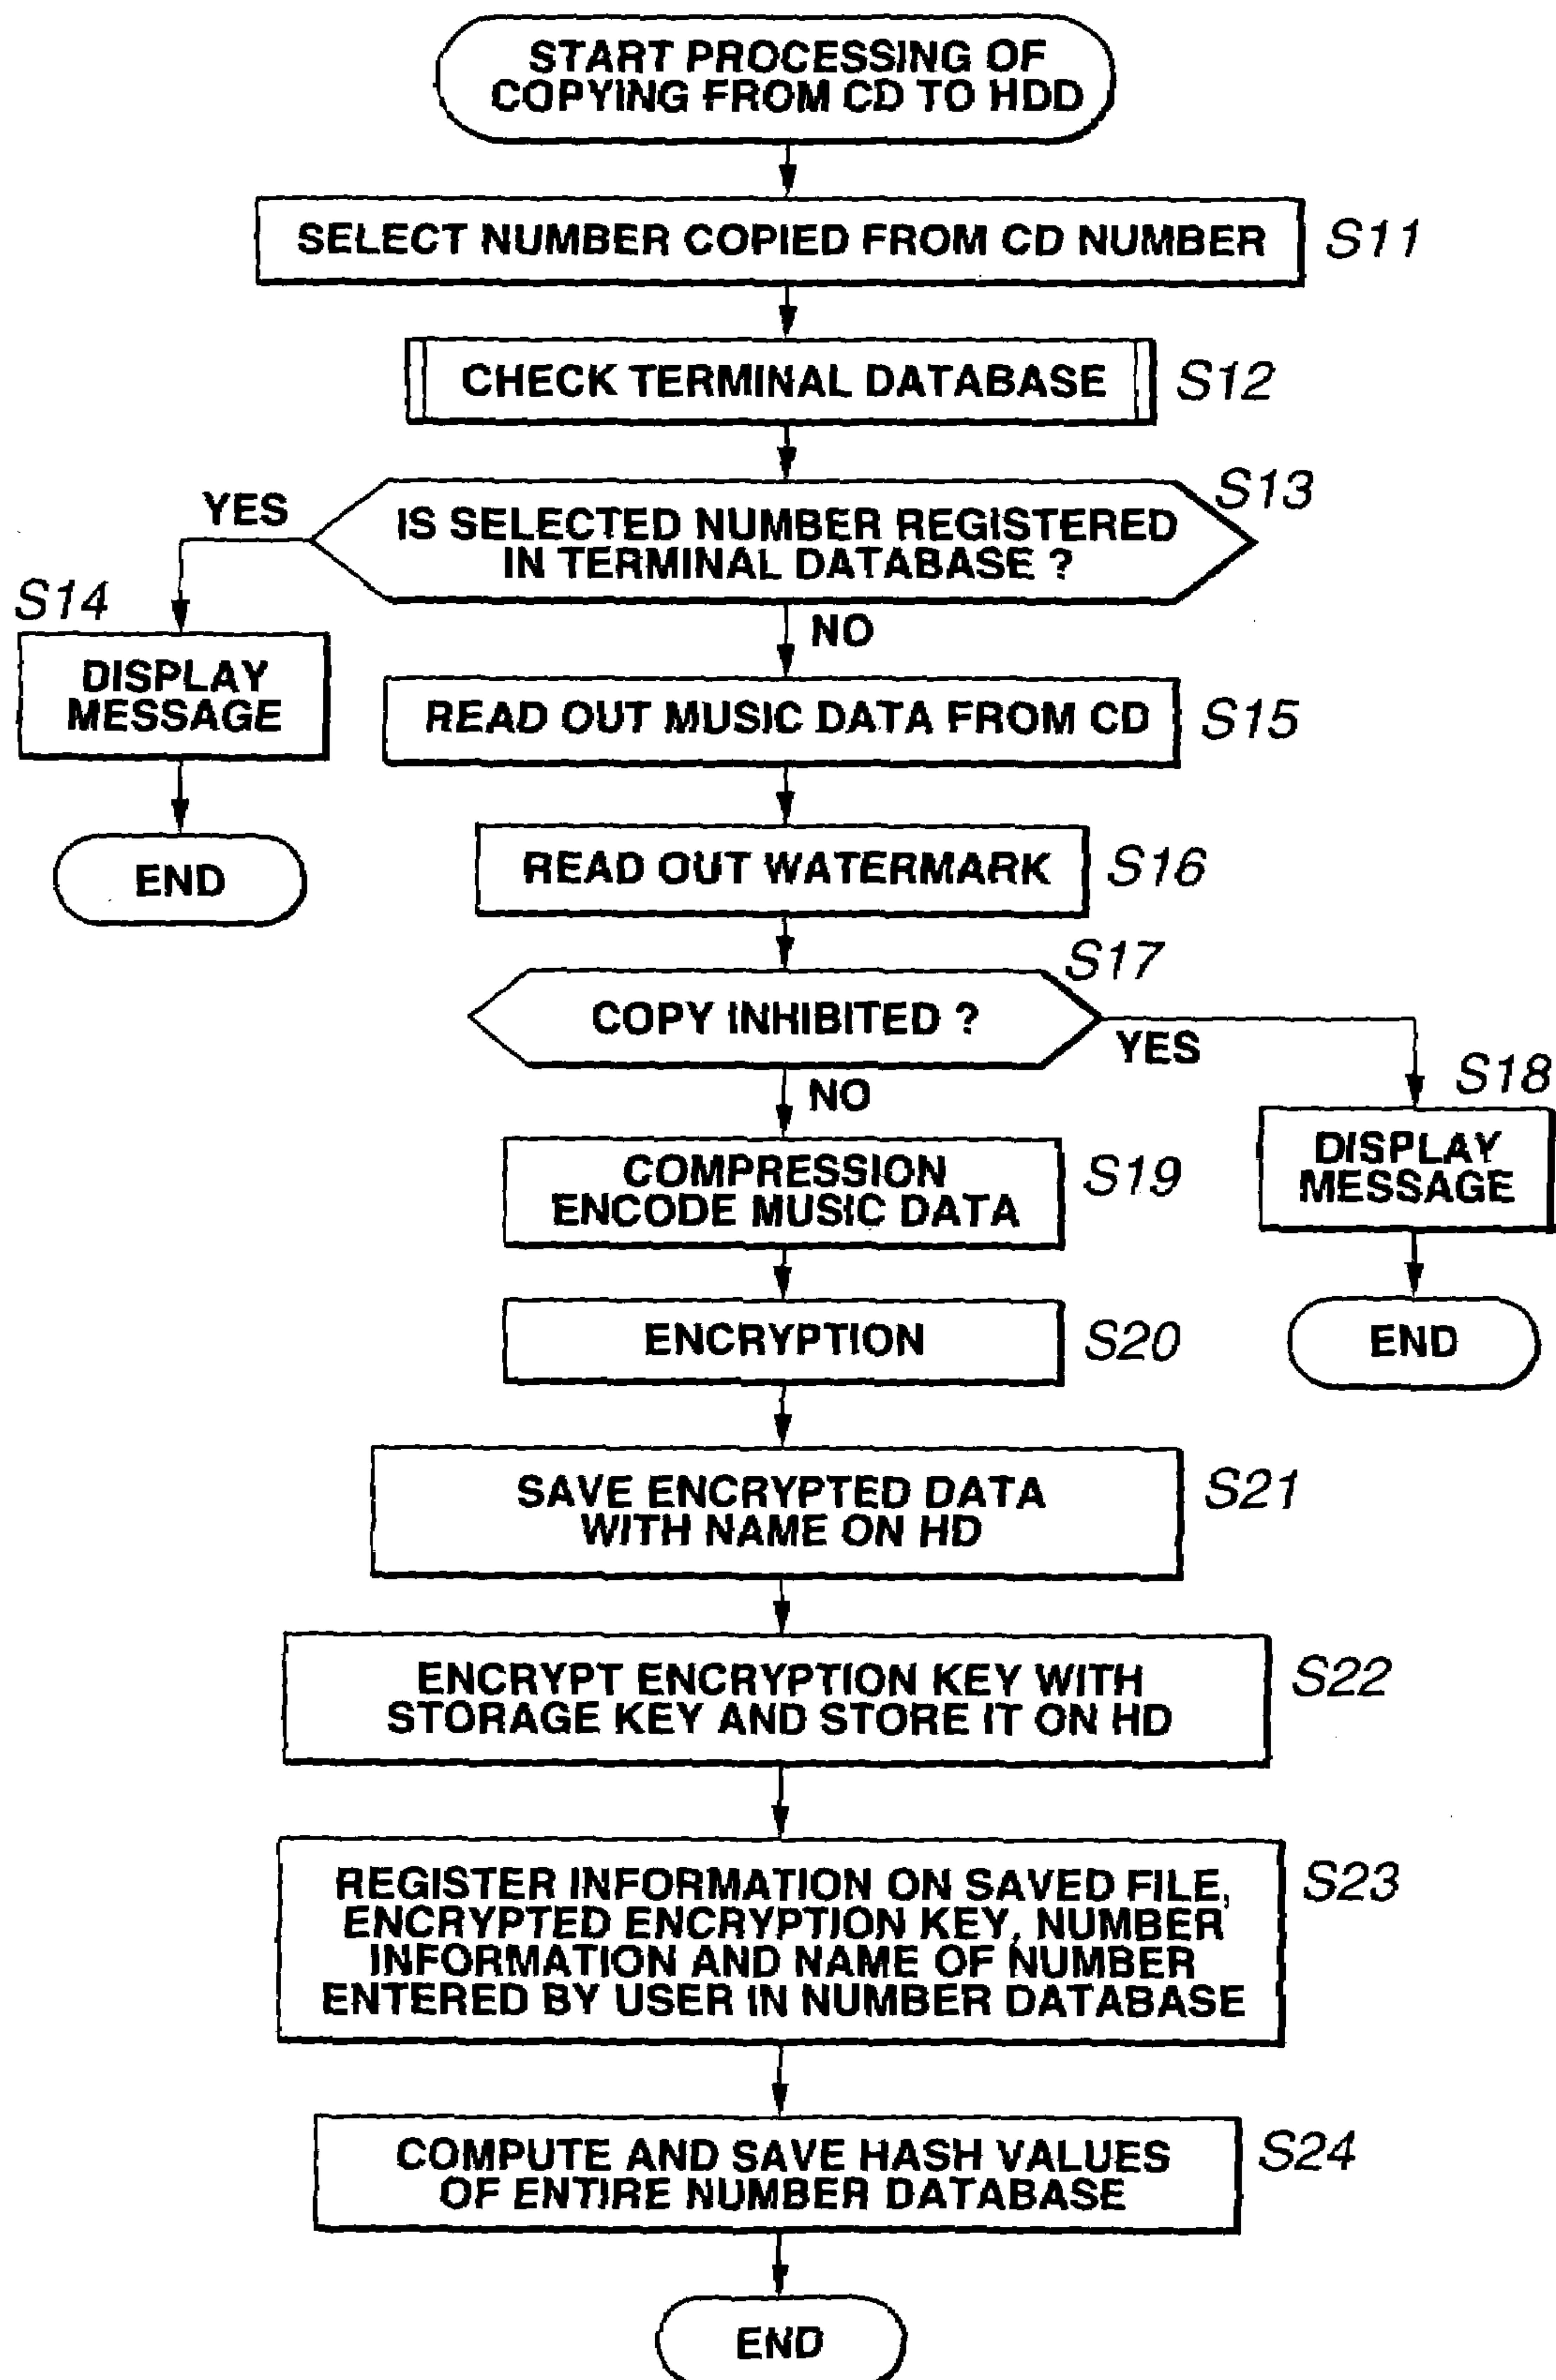 START PROCESSING OF
COPYING FROM CD TO HDD
SELECT NUMBER COPIED FROM CD NUMBER
S11
CHECK TERMINAL DATABASE
S12
S13
YES
IS SELECTED NUMBER REGISTERED
IN TERMINAL DATABASE ?
S14
NO
DISPLAY
MESSAGE
READ OUT MUSIC DATA FROM CD
S15
END
READ OUT WATERMARK
S16
S17
COPY INHIBITED ?
YES
NO
S18
DISPLAY
MESSAGE
COMPRESSION
ENCODE MUSIC DATA
S19
END
ENCRYPTION
S20
SAVE ENCRYPTED DATA
WITH NAME ON HD
S21
ENCRYPT ENCRYPTION KEY WITH
STORAGE KEY AND STORE IT ON HD
S22
REGISTER INFORMATION ON SAVED FILE,
ENCRYPTED ENCRYPTION KEY, NUMBER
INFORMATION AND NAME OF NUMBER
ENTERED BY USER IN NUMBER DATABASE
S23
COMPUTE AND SAVE HASH VALUES
OF ENTIRE NUMBER DATABASE
S24
END